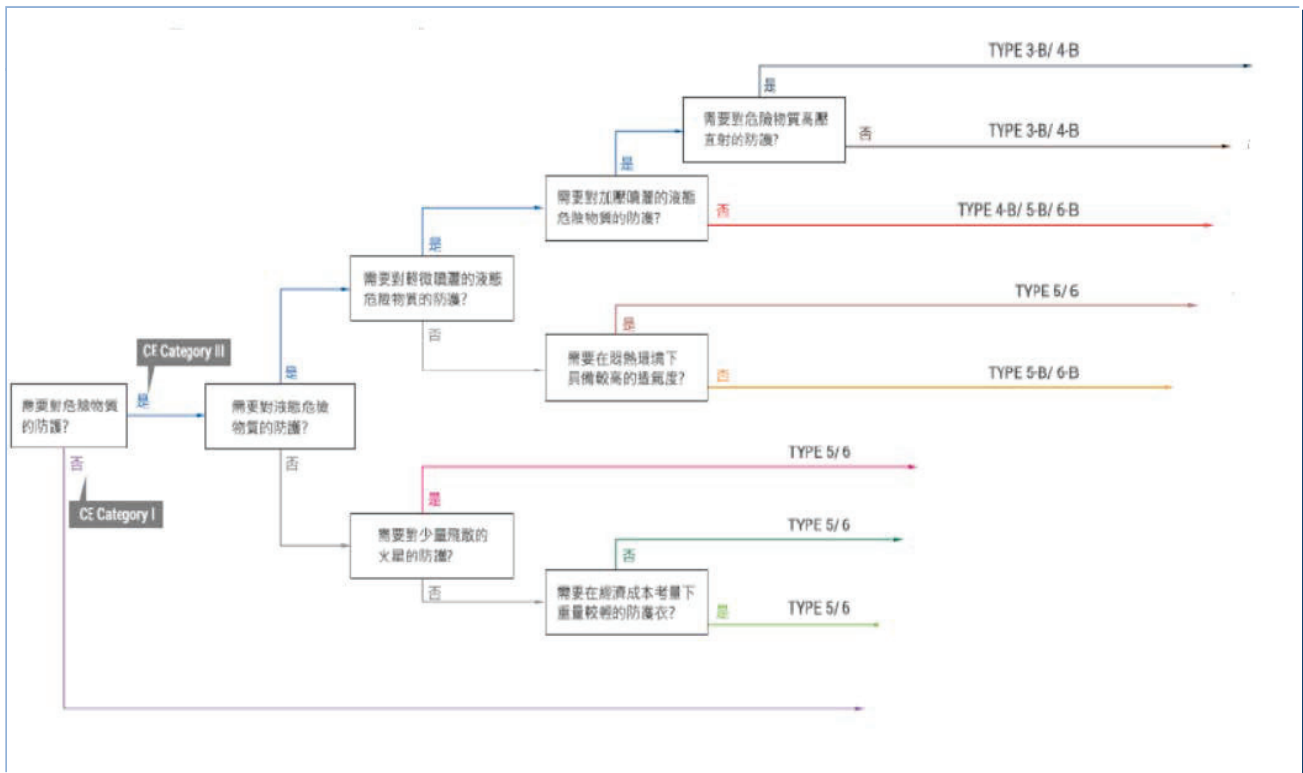 TYPE 3-B/ 4-B
是
需要對危險物質高壓
直射的防護?
否
TYPE 3-B/ 4-B
是
需要對加壓噴灑的液態
危險物質的防護?
否
TYPE 4-B/ 5-B/ 6-B
是
需要對輕微噴灑的液態
危險物質的防護?
否
TYPE 5/ 6
是
需要在悶熱環境下
具備較高的透氣度?
否
TYPE 5-B/ 6-B
CE Category III
是
需要對危險物質
的防護?
是
需要對液態危險
物質的防護?
否
否
CE Category I
TYPE 5/ 6
是
需要對少量飛散的
火星的防護?
否
TYPE 5/ 6
否
需要在經濟成本考量下
重量較輕的防護衣?
是
TYPE 5/ 6